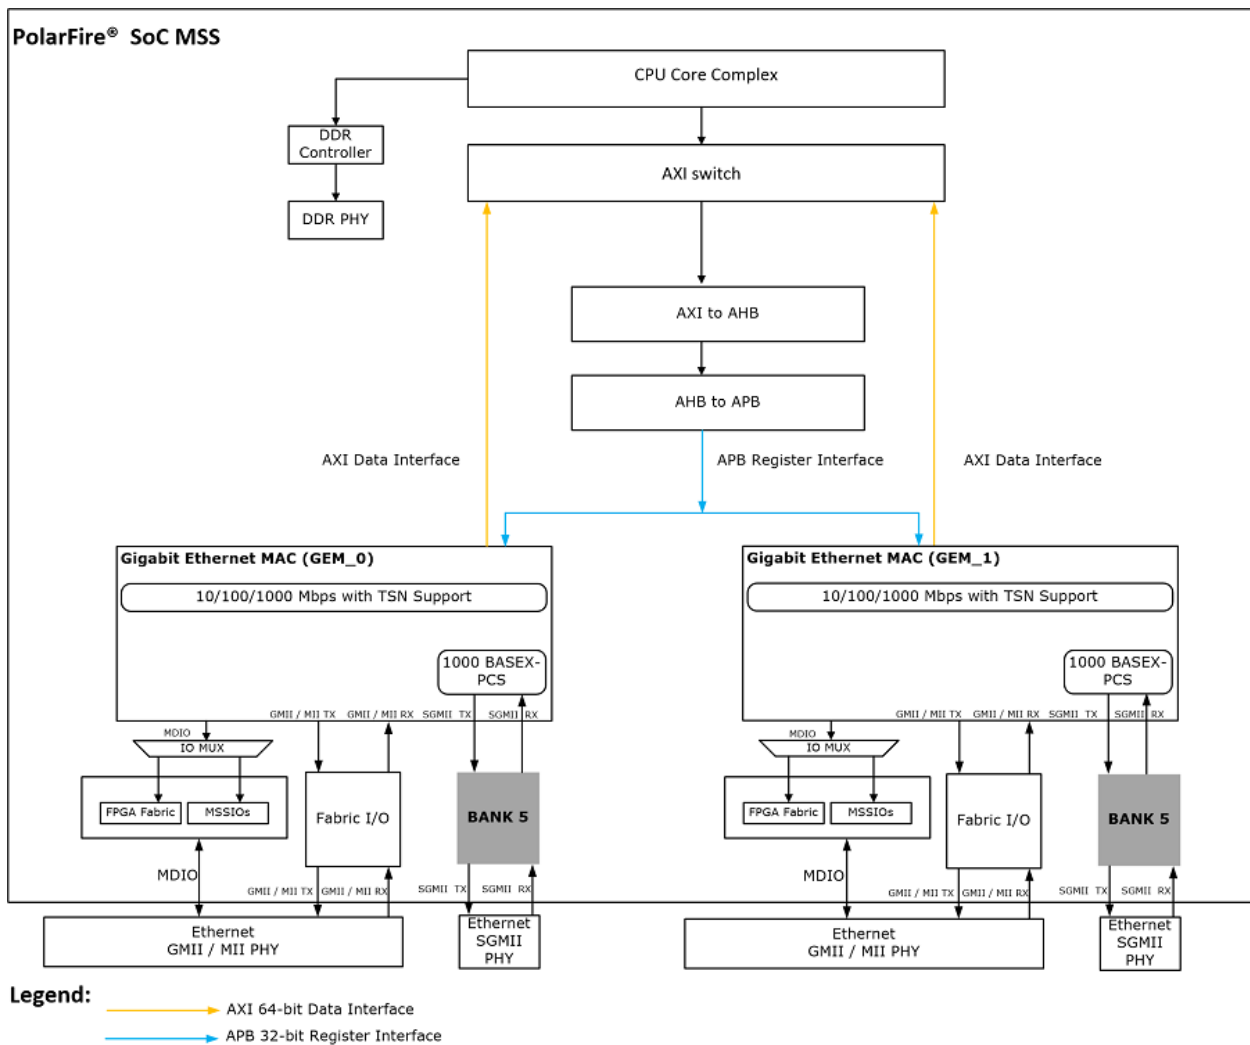 PolarFire® SoC MSS
CPU Core Complex
DDR
Controller
AXI switch
DDR PHY
AXI to AHB
AHB to APB
AXI Data Interface
APB Register Interface
AXI Data Interface
Gigabit Ethernet MAC (GEM_0)
10/100/1000 Mbps with TSN Support
1000 BASEX-
PCS
GMII / MII TX
GMII / MII RX
SGMII TX
SGMII RX
MDIO
IO MUX
FPGA Fabric
MSSIOs
Fabric I/O
BANK 5
MDIO
GMII / MII TX
GMII / MII RX
SGMII TX
SGMII RX
Ethernet
GMII / MII PHY
Ethernet
SGMII
PHY
Gigabit Ethernet MAC (GEM_1)
10/100/1000 Mbps with TSN Support
1000 BASEX-
PCS
GMII / MII TX
GMII / MII RX
SGMII TX
SGMII RX
MDIO
IO MUX
FPGA Fabric
MSSIOs
Fabric I/O
BANK 5
MDIO
GMII / MII TX
GMII / MII RX
SGMII TX
SGMII RX
Ethernet
GMII / MII PHY
Ethernet
SGMII
PHY
Legend:
AXI 64-bit Data Interface
APB 32-bit Register Interface